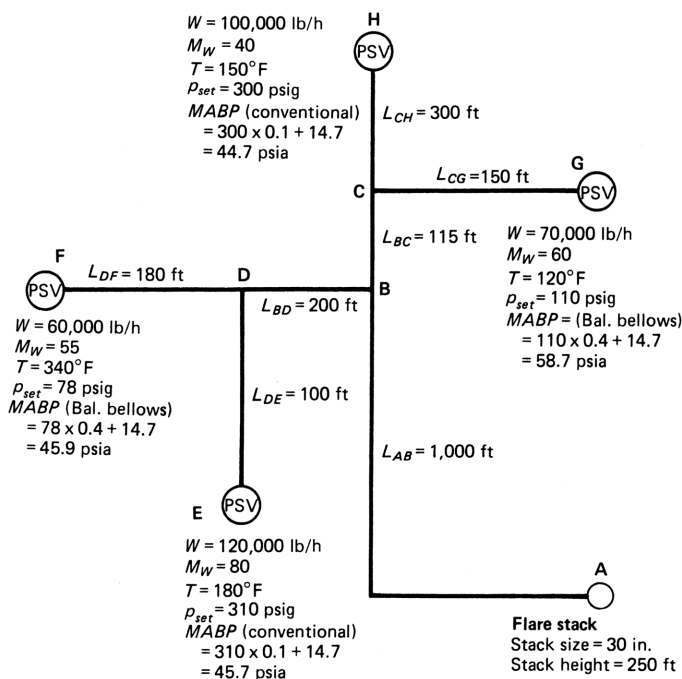 W = 100,000 lb/h
M_W = 40
T = 150°F
p_set = 300 psig
MABP (conventional)
= 300 x 0.1 + 14.7
= 44.7 psia
H
PSV
L_CH = 300 ft
C
L_CG = 150 ft
G
PSV
W = 70,000 lb/h
M_W = 60
T = 120°F
p_set = 110 psig
MABP = (Bal. bellows)
= 110 x 0.4 + 14.7
= 58.7 psia
L_BC = 115 ft
F
PSV
L_DF = 180 ft
D
L_BD = 200 ft
B
W = 60,000 lb/h
M_W = 55
T = 340°F
p_set = 78 psig
MABP (Bal. bellows)
= 78 x 0.4 + 14.7
= 45.9 psia
L_DE = 100 ft
L_AB = 1,000 ft
E
PSV
W = 120,000 lb/h
M_W = 80
T = 180°F
p_set = 310 psig
MABP (conventional)
= 310 x 0.1 + 14.7
= 45.7 psia
A
Flare stack
Stack size = 30 in.
Stack height = 250 ft